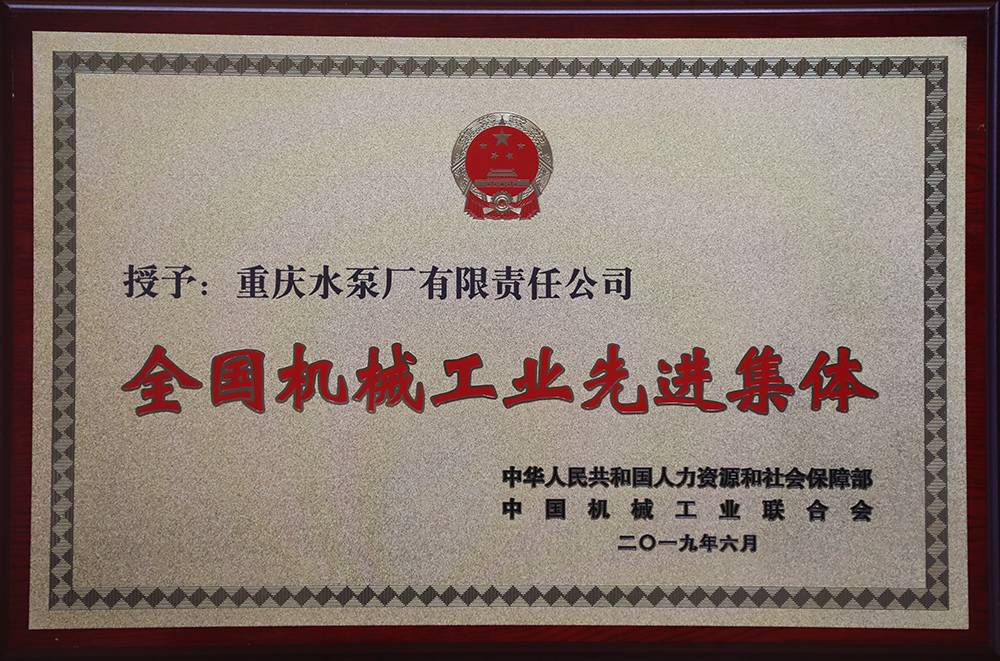 授予：重庆水泵厂有限责任公司
全国机械工业先进集体
中华人民共和国人力资源和社会保障部
中国机械工业联合会
二〇一九年六月